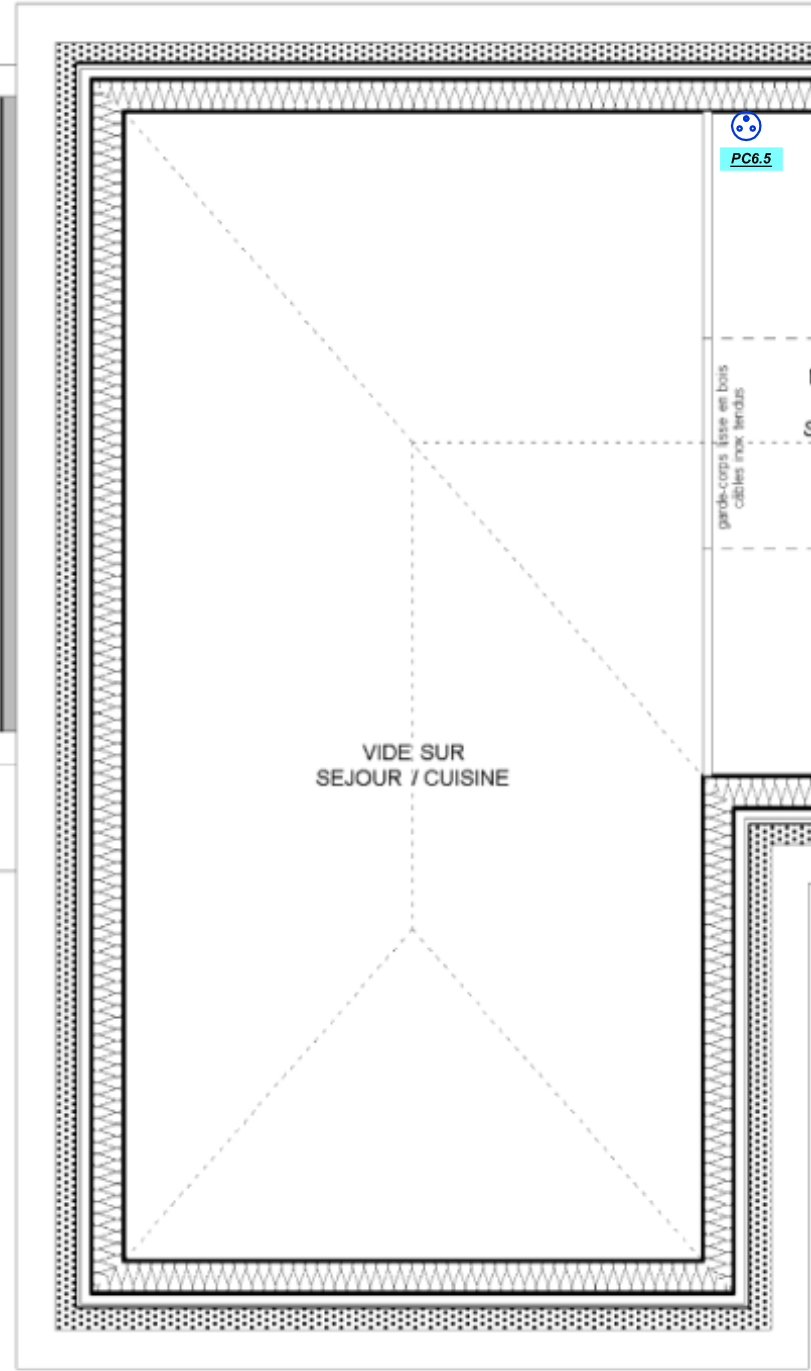 PC6.5
garde-corps lisse en bois
câbles inox tendus
VIDE SUR
SEJOUR / CUISINE